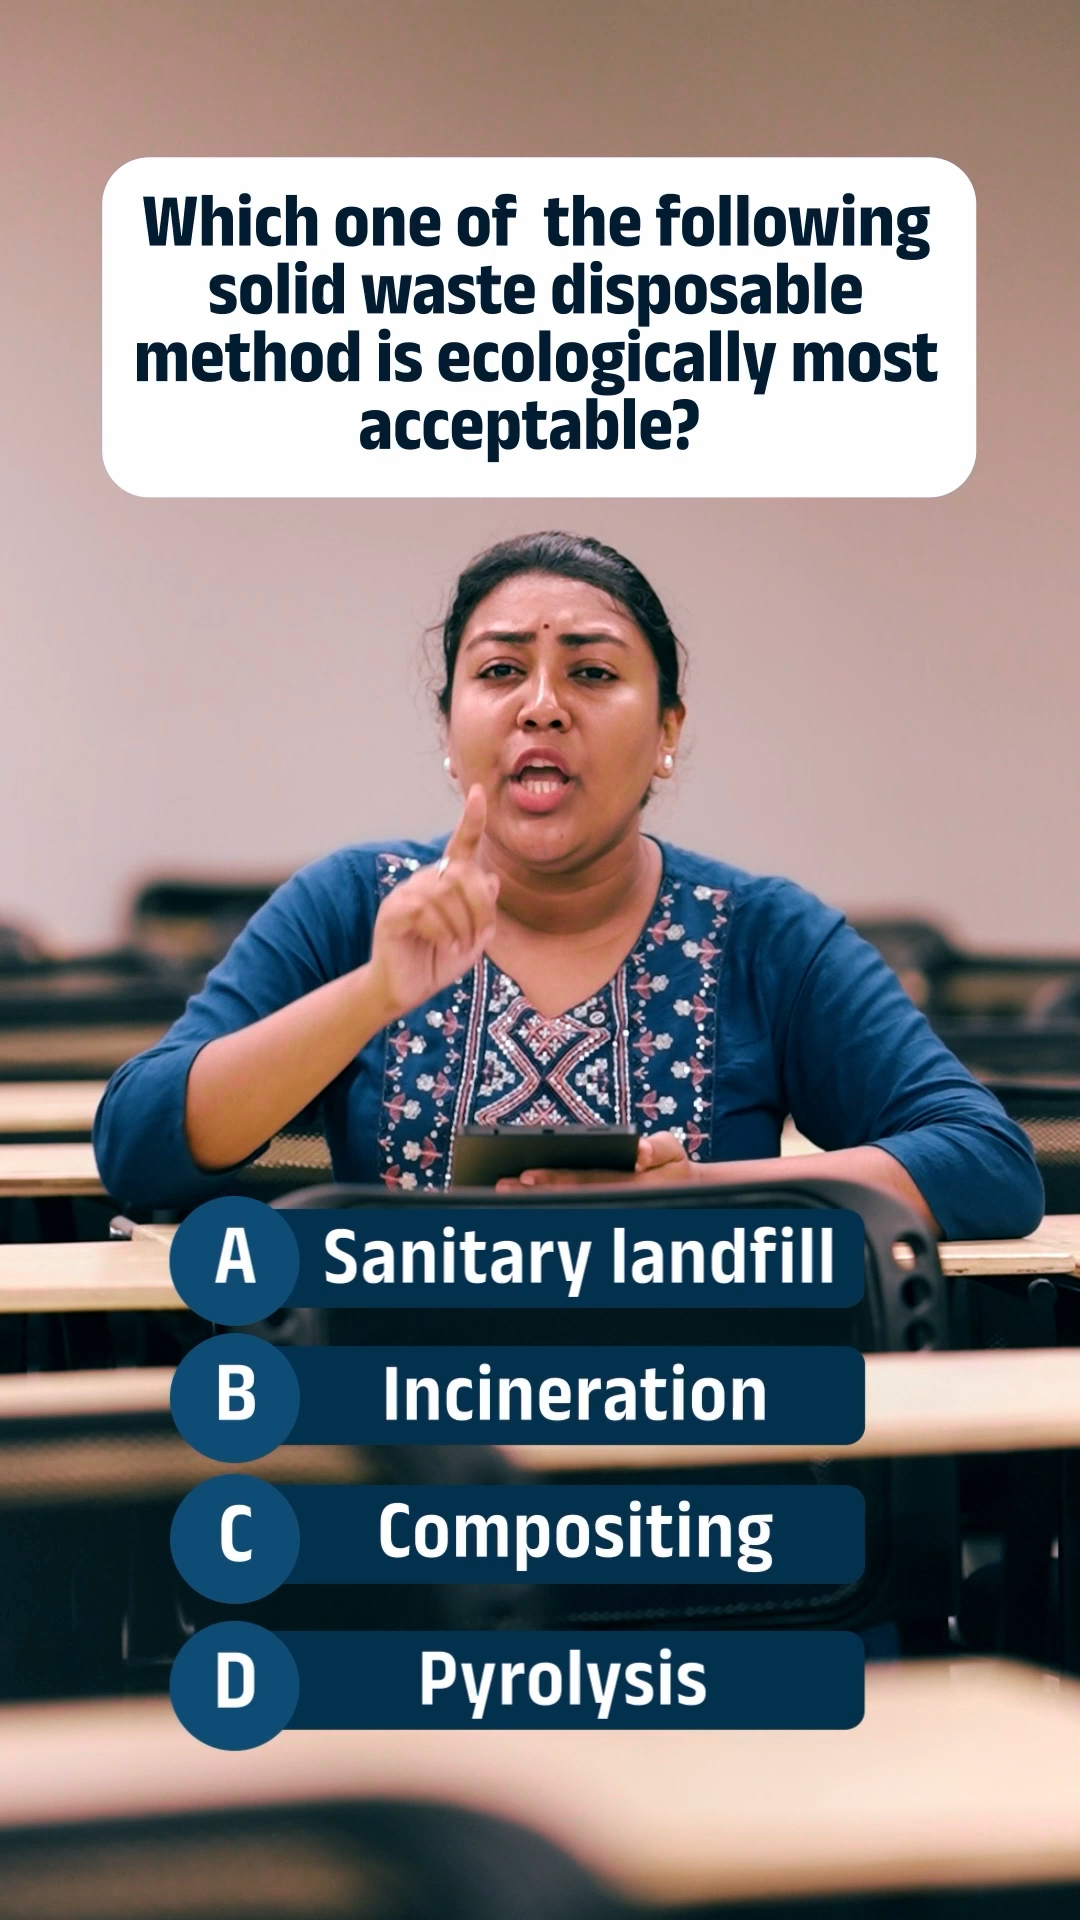 Which one of the following
solid waste disposable
method is ecologically most
acceptable?
A Sanitary landfill
B Incineration
C Compositing
D Pyrolysis